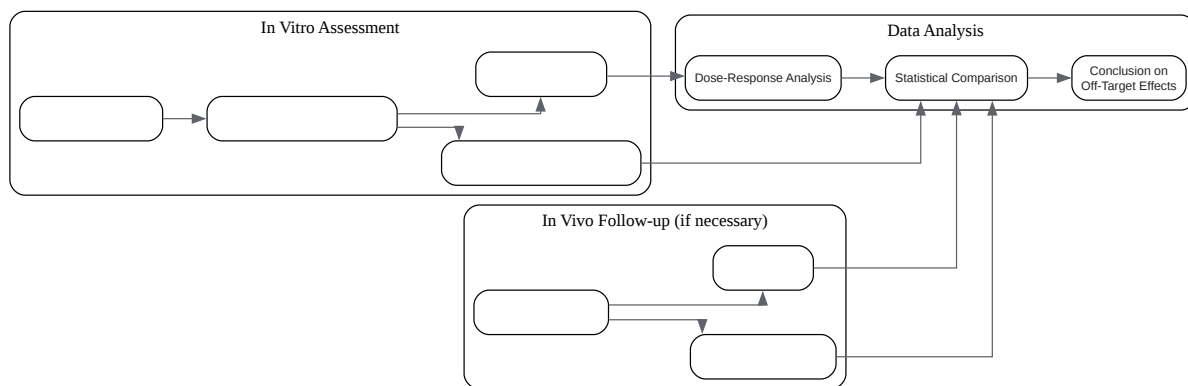 In Vitro Assessment
Data Analysis
Dose-Response Analysis
Statistical Comparison
Conclusion on
Off-Target Effects
In Vivo Follow-up (if necessary)